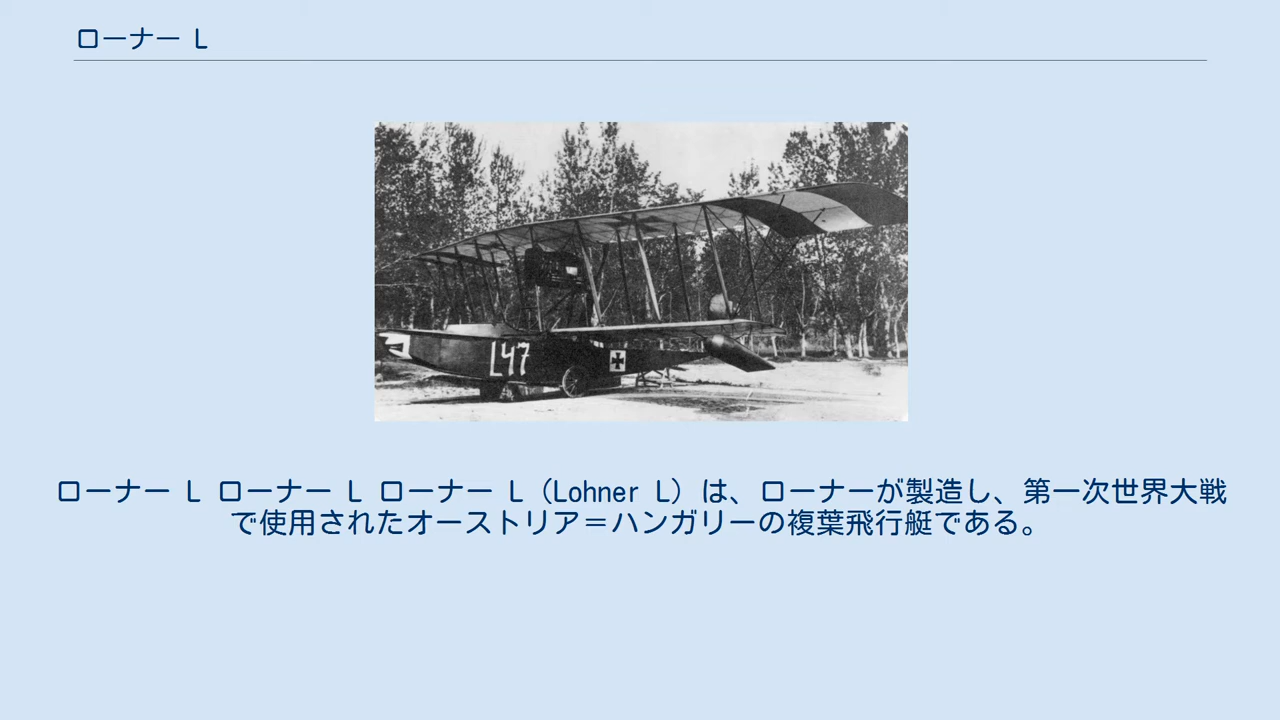 ローナー L
L47
ローナー L ローナー L ローナー L（Lohner L）は、ローナーが製造し、第一次世界大戦
で使用されたオーストリア＝ハンガリーの複葉飛行艇である。